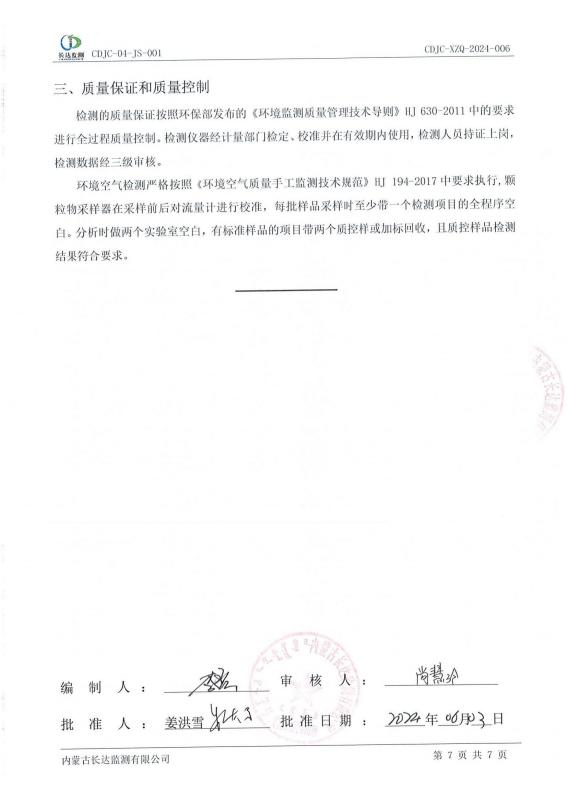 长达监测 CDJC-04-JS-001 CDJC-XZQ-2024-006
三、质量保证和质量控制
检测的质量保证按照环保部发布的《环境监测质量管理技术导则》HJ 630-2011 中的要求
进行全过程质量控制。检测仪器经计量部门检定、校准并在有效期内使用，检测人员持证上岗，
检测数据经三级审核。
环境空气检测严格按照《环境空气质量手工监测技术规范》HJ 194-2017 中要求执行,颗
粒物采样器在采样前后对流量计进行校准，每批样品采样时至少带一个检测项目的全程序空
白。分析时做两个实验室空白，有标准样品的项目带两个质控样或加标回收，且质控样品检测
结果符合要求。
编制人： 审核人： 尚慧玲
批准人： 姜洪雪 批准日期： 2024年06月03日
内蒙古长达监测有限公司 第 7 页 共 7 页